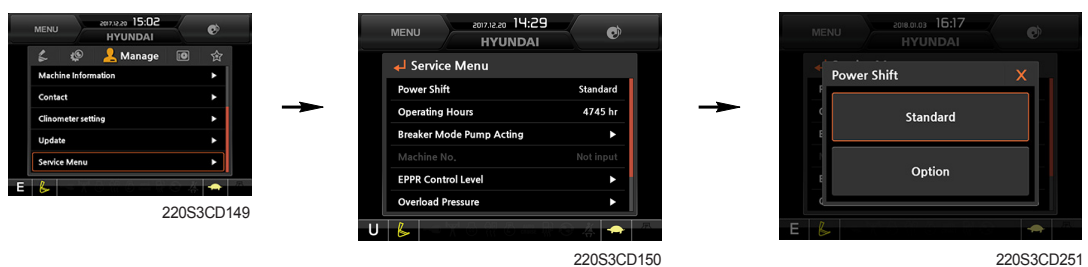 MENU
2017.12.20 15:02
HYUNDAI
Manage
Machine Information
Contact
Clinometer setting
Update
Service Menu
E
220S3CD149
MENU
2017.12.20 14:29
HYUNDAI
Service Menu
Power Shift Standard
Operating Hours 4745 hr
Breaker Mode Pump Acting
Machine No. Not input
EPPR Control Level
Overload Pressure
U
220S3CD150
MENU
2018.01.03 16:17
HYUNDAI
Power Shift X
Standard
Option
E
220S3CD251